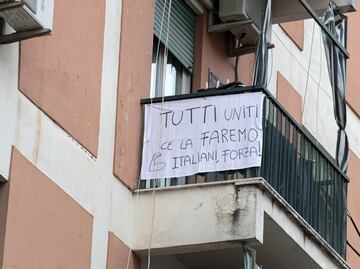 TUTTI UNITI
CE LA FAREMO
ITALIANI, FORZA!